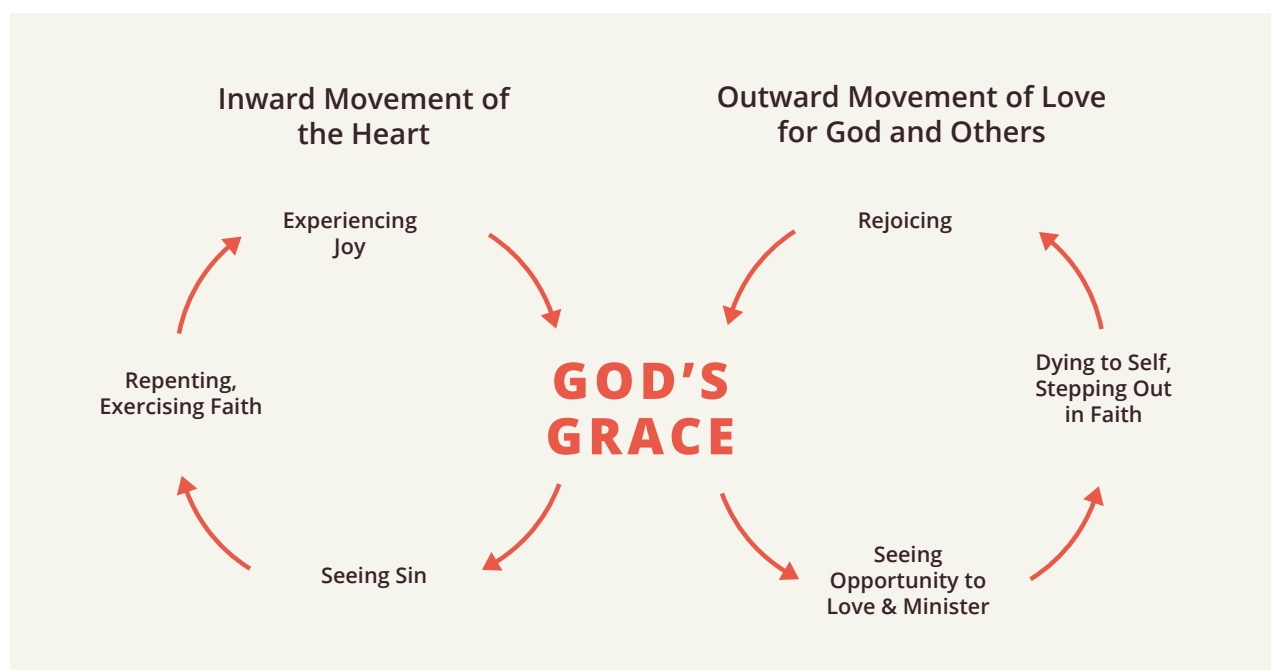 Inward Movement of
the Heart
Outward Movement of Love
for God and Others
Experiencing
Joy
Rejoicing
GOD’S
GRACE
Repenting,
Exercising Faith
Dying to Self,
Stepping Out
in Faith
Seeing Sin
Seeing
Opportunity to
Love & Minister